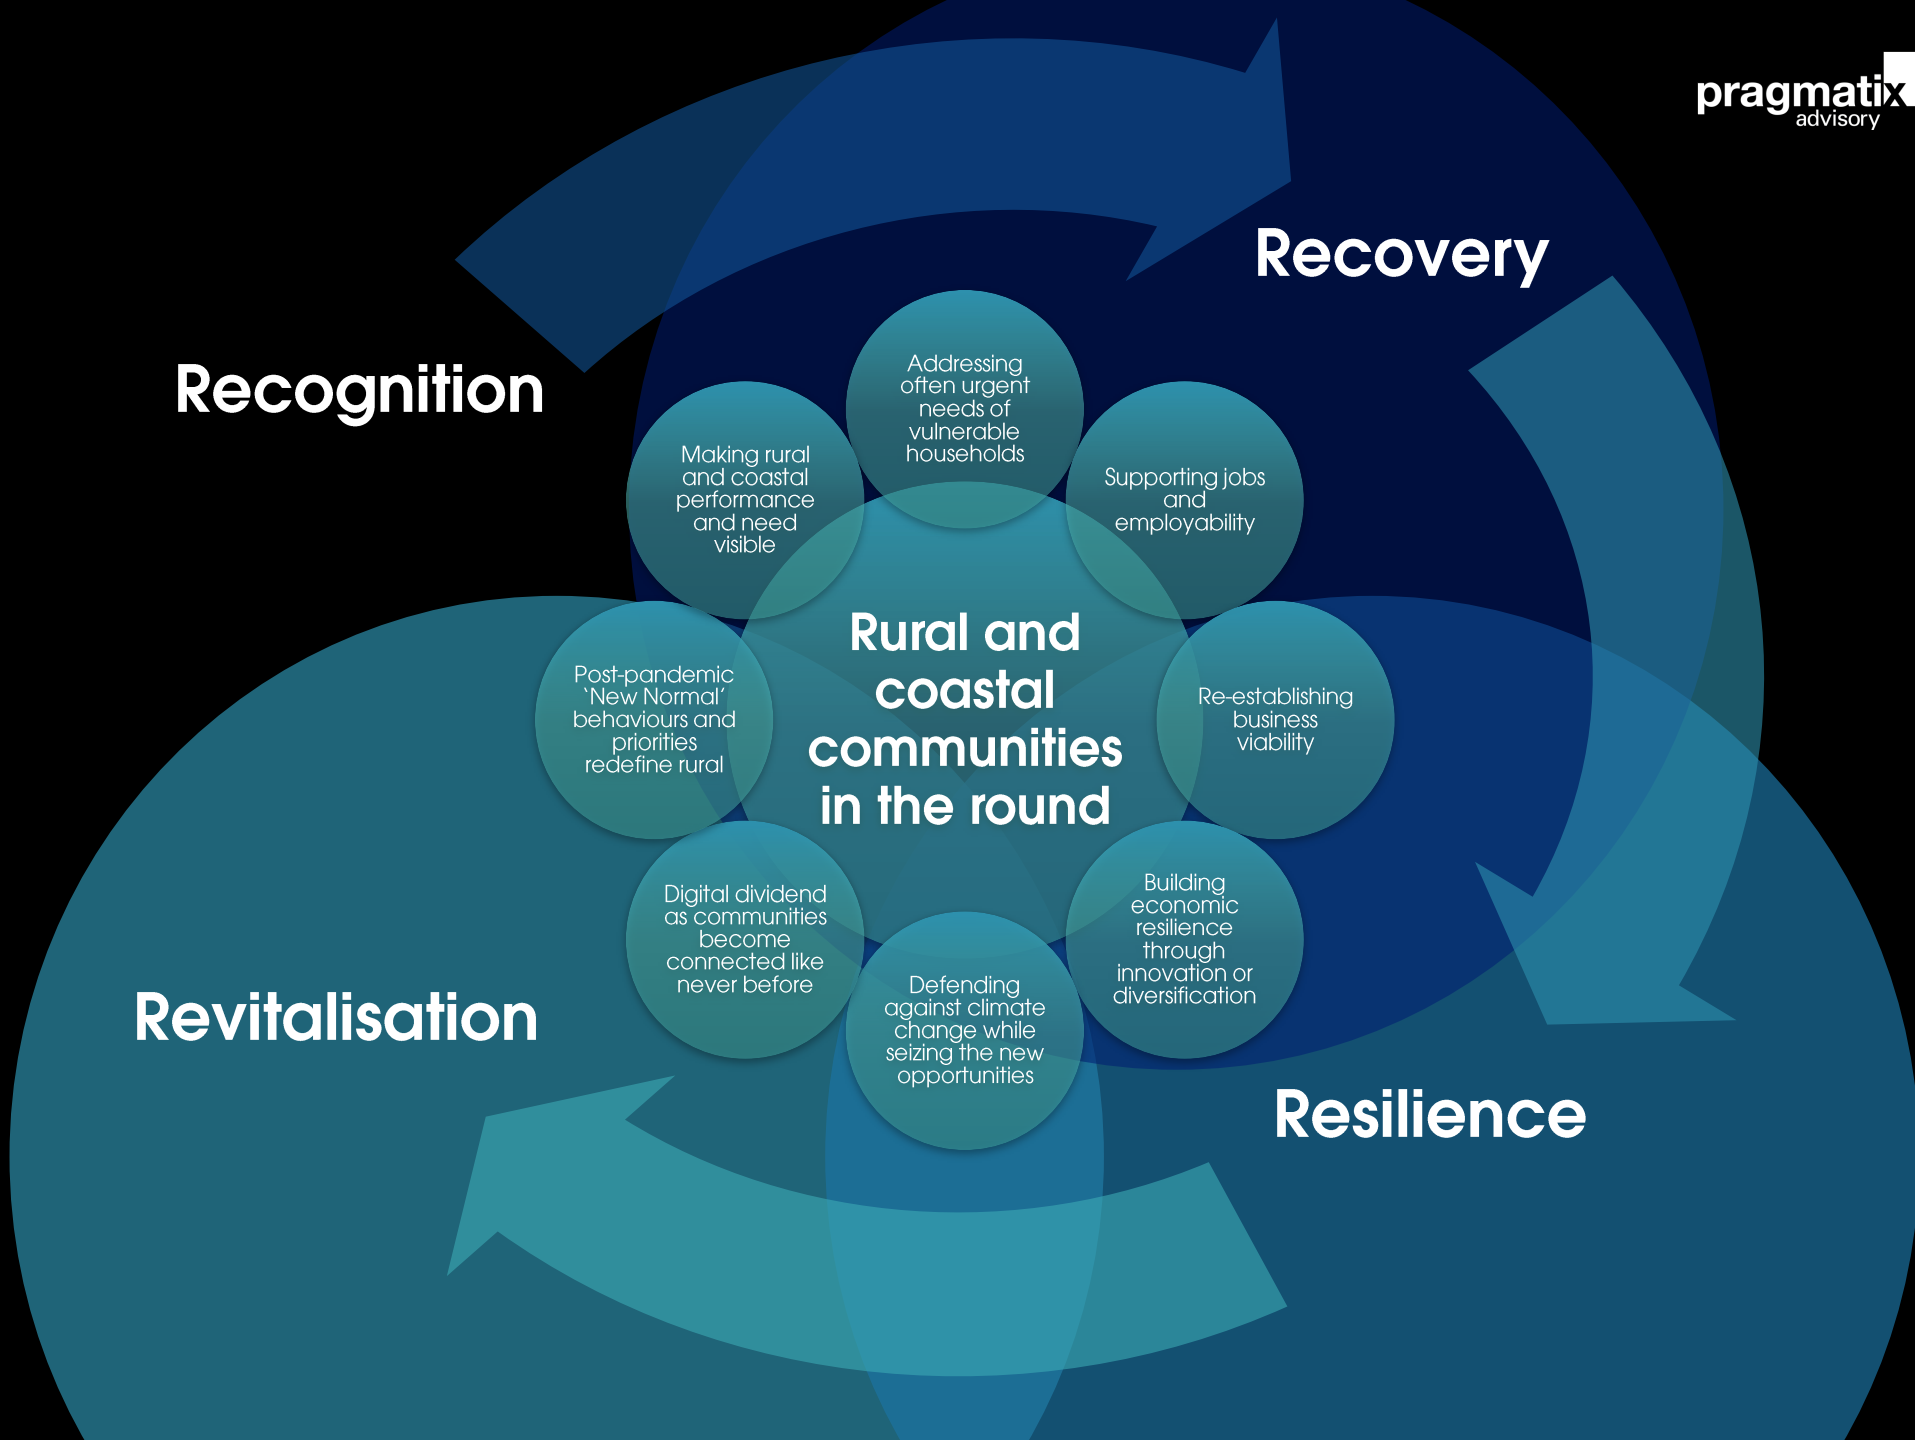 pragmatix
advisory
Recovery
Recognition
Addressing
often urgent
needs of
vulnerable
households
Making rural
and coastal
performance
and need
visible
Supporting jobs
and
employability
Rural and
coastal
communities
in the round
Post-pandemic
‘New Normal’
behaviours and
priorities
redefine rural
Re-establishing
business
viability
Digital dividend
as communities
become
connected like
never before
Building
economic
resilience
through
innovation or
diversification
Defending
against climate
change while
seizing the new
opportunities
Revitalisation
Resilience